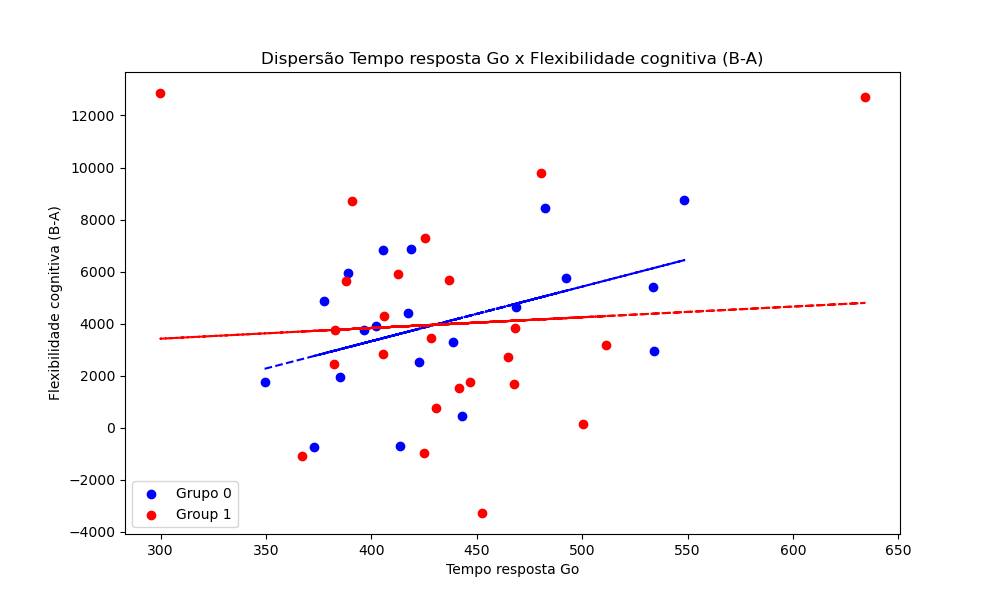 Dispersão Tempo resposta Go x Flexibilidade cognitiva (B-A)
Flexibilidade cognitiva (B-A)
12000
10000
8000
6000
4000
2000
0
−2000
−4000
Grupo 0
Group 1
300 350 400 450 500 550 600 650
Tempo resposta Go